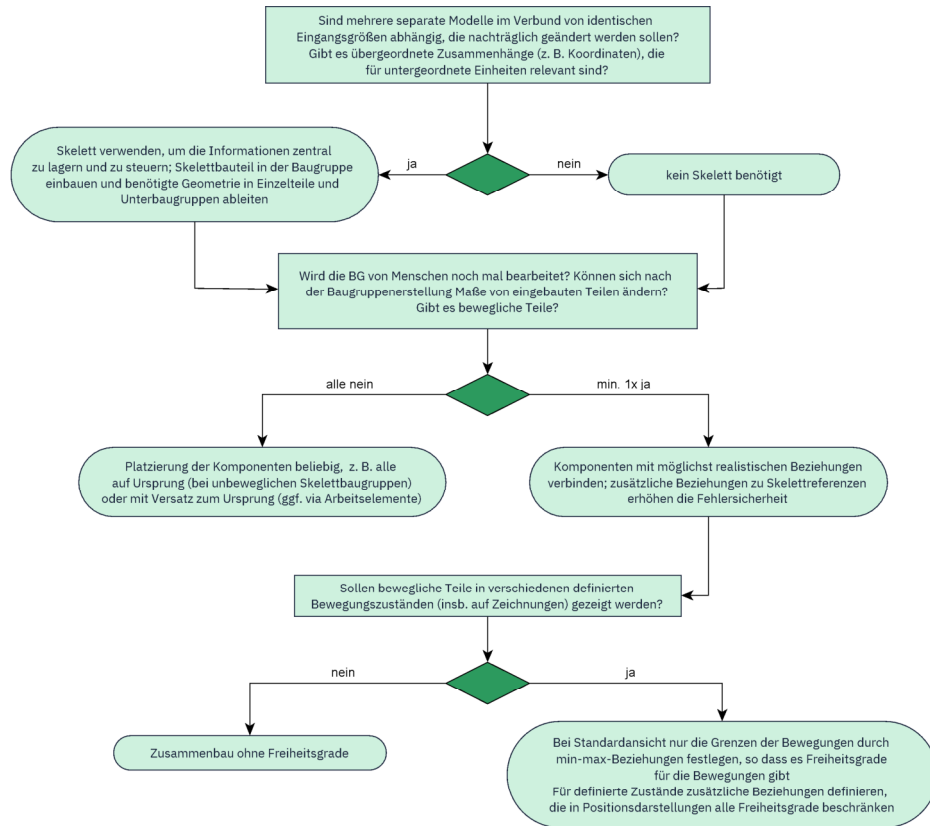 Sind mehrere separate Modelle im Verbund von identischen
Eingangsgrößen abhängig, die nachträglich geändert werden sollen?
Gibt es übergeordnete Zusammenhänge (z. B. Koordinaten), die
für untergeordnete Einheiten relevant sind?
Skelett verwenden, um die Informationen zentral
zu lagern und zu steuern; Skelettbauteil in der Baugruppe
einbauen und benötigte Geometrie in Einzelteile und
Unterbaugruppen ableiten
ja
nein
kein Skelett benötigt
Wird die BG von Menschen noch mal bearbeitet? Können sich nach
der Baugruppenerstellung Maße von eingebauten Teilen ändern?
Gibt es bewegliche Teile?
alle nein
min. 1x ja
Platzierung der Komponenten beliebig, z. B. alle
auf Ursprung (bei unbeweglichen Skelettbaugruppen)
oder mit Versatz zum Ursprung (ggf. via Arbeitselemente)
Komponenten mit möglichst realistischen Beziehungen
verbinden; zusätzliche Beziehungen zu Skelettreferenzen
erhöhen die Fehlersicherheit
Sollen bewegliche Teile in verschiedenen definierten
Bewegungszuständen (insb. auf Zeichnungen) gezeigt werden?
nein
ja
Zusammenbau ohne Freiheitsgrade
Bei Standardansicht nur die Grenzen der Bewegungen durch
min-max-Beziehungen festlegen, so dass es Freiheitsgrade
für die Bewegungen gibt
Für definierte Zustände zusätzliche Beziehungen definieren,
die in Positionsdarstellungen alle Freiheitsgrade beschränken